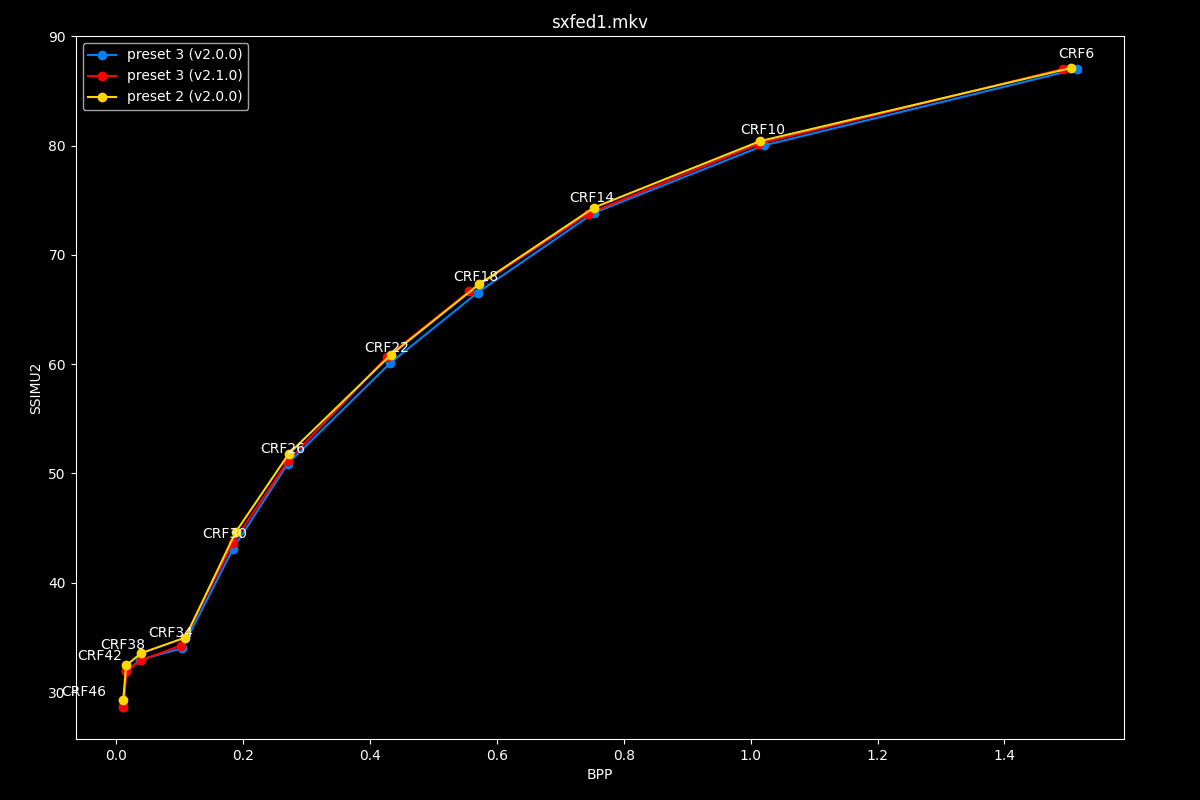 sxfed1.mkv
preset 3 (v2.0.0)
preset 3 (v2.1.0)
preset 2 (v2.0.0)
90
80
70
60
50
40
30
SSIMU2
CRF6
CRF10
CRF14
CRF18
CRF22
CRF26
CRF30
CRF34
CRF38
CRF42
CRF46
0.0 0.2 0.4 0.6 0.8 1.0 1.2 1.4
BPP